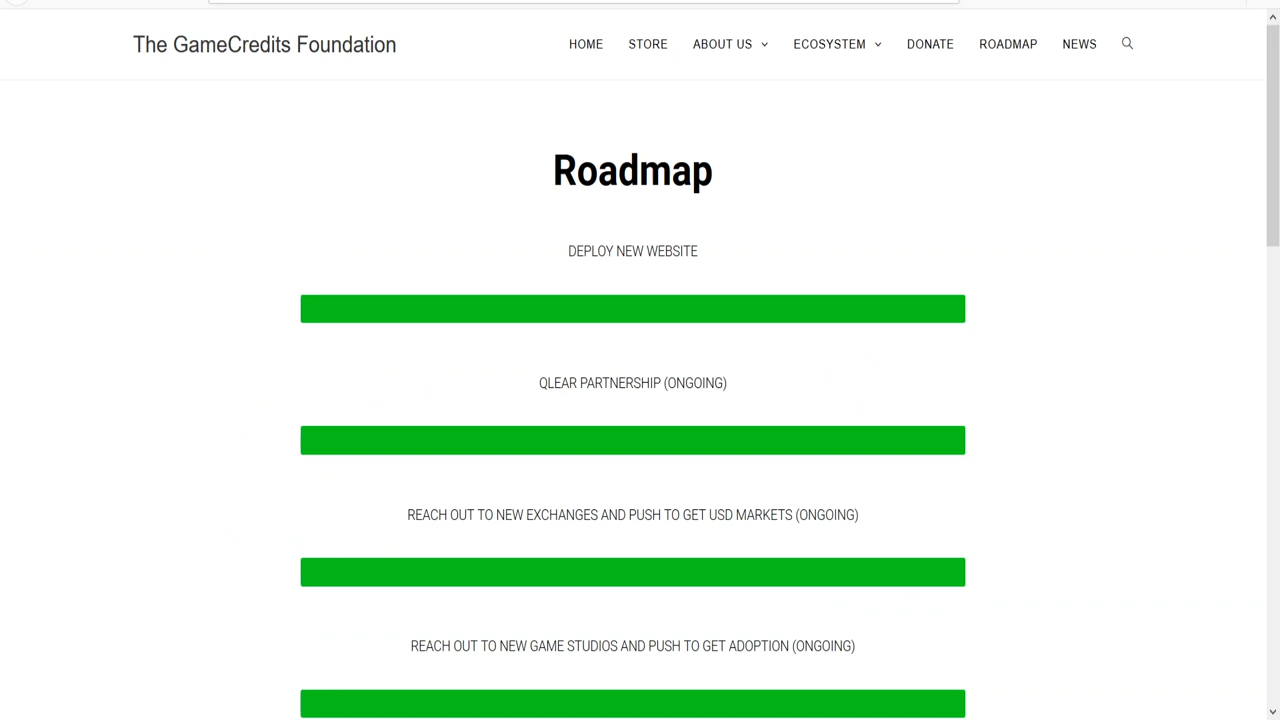 The GameCredits Foundation
HOME STORE ABOUT US ECOSYSTEM DONATE ROADMAP NEWS
Roadmap
DEPLOY NEW WEBSITE
QLEAR PARTNERSHIP (ONGOING)
REACH OUT TO NEW EXCHANGES AND PUSH TO GET USD MARKETS (ONGOING)
REACH OUT TO NEW GAME STUDIOS AND PUSH TO GET ADOPTION (ONGOING)